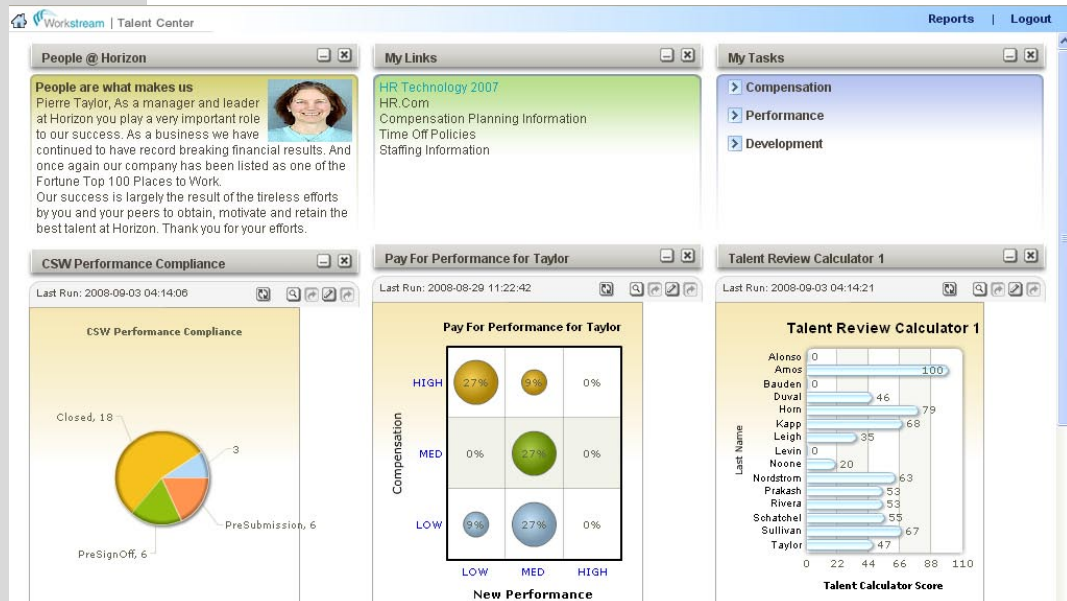 Workstream | Talent Center
Reports | Logout
People @ Horizon
People are what makes us
Pierre Taylor, As a manager and leader
at Horizon you play a very important role
to our success. As a business we have
continued to have record breaking financial results. And
once again our company has been listed as one of the
Fortune Top 100 Places to Work.
Our success is largely the result of the tireless efforts
by you and your peers to obtain, motivate and retain the
best talent at Horizon. Thank you for your efforts.
My Links
HR Technology 2007
HR.Com
Compensation Planning Information
Time Off Policies
Staffing Information
My Tasks
Compensation
Performance
Development
CSW Performance Compliance
Last Run: 2008-09-03 04:14:06
CSW Performance Compliance
Closed, 18
3
PreSubmission, 6
PreSignOff, 6
Pay For Performance for Taylor
Last Run: 2008-08-29 11:22:42
Pay For Performance for Taylor
Compensation
HIGH 27% 9% 0%
MED 0% 27% 0%
LOW 9% 27% 0%
LOW MED HIGH
New Performance
Talent Review Calculator 1
Last Run: 2008-09-03 04:14:21
Talent Review Calculator 1
Last Name
Alonso 0
Amos 100
Bauden 0
Duval 46
Horn 79
Kapp 68
Leigh 35
Levin 0
Noone 20
Nordstrom 63
Prakash 53
Rivera 53
Schatchel 55
Sullivan 67
Taylor 47
0 22 44 66 88 110
Talent Calculator Score